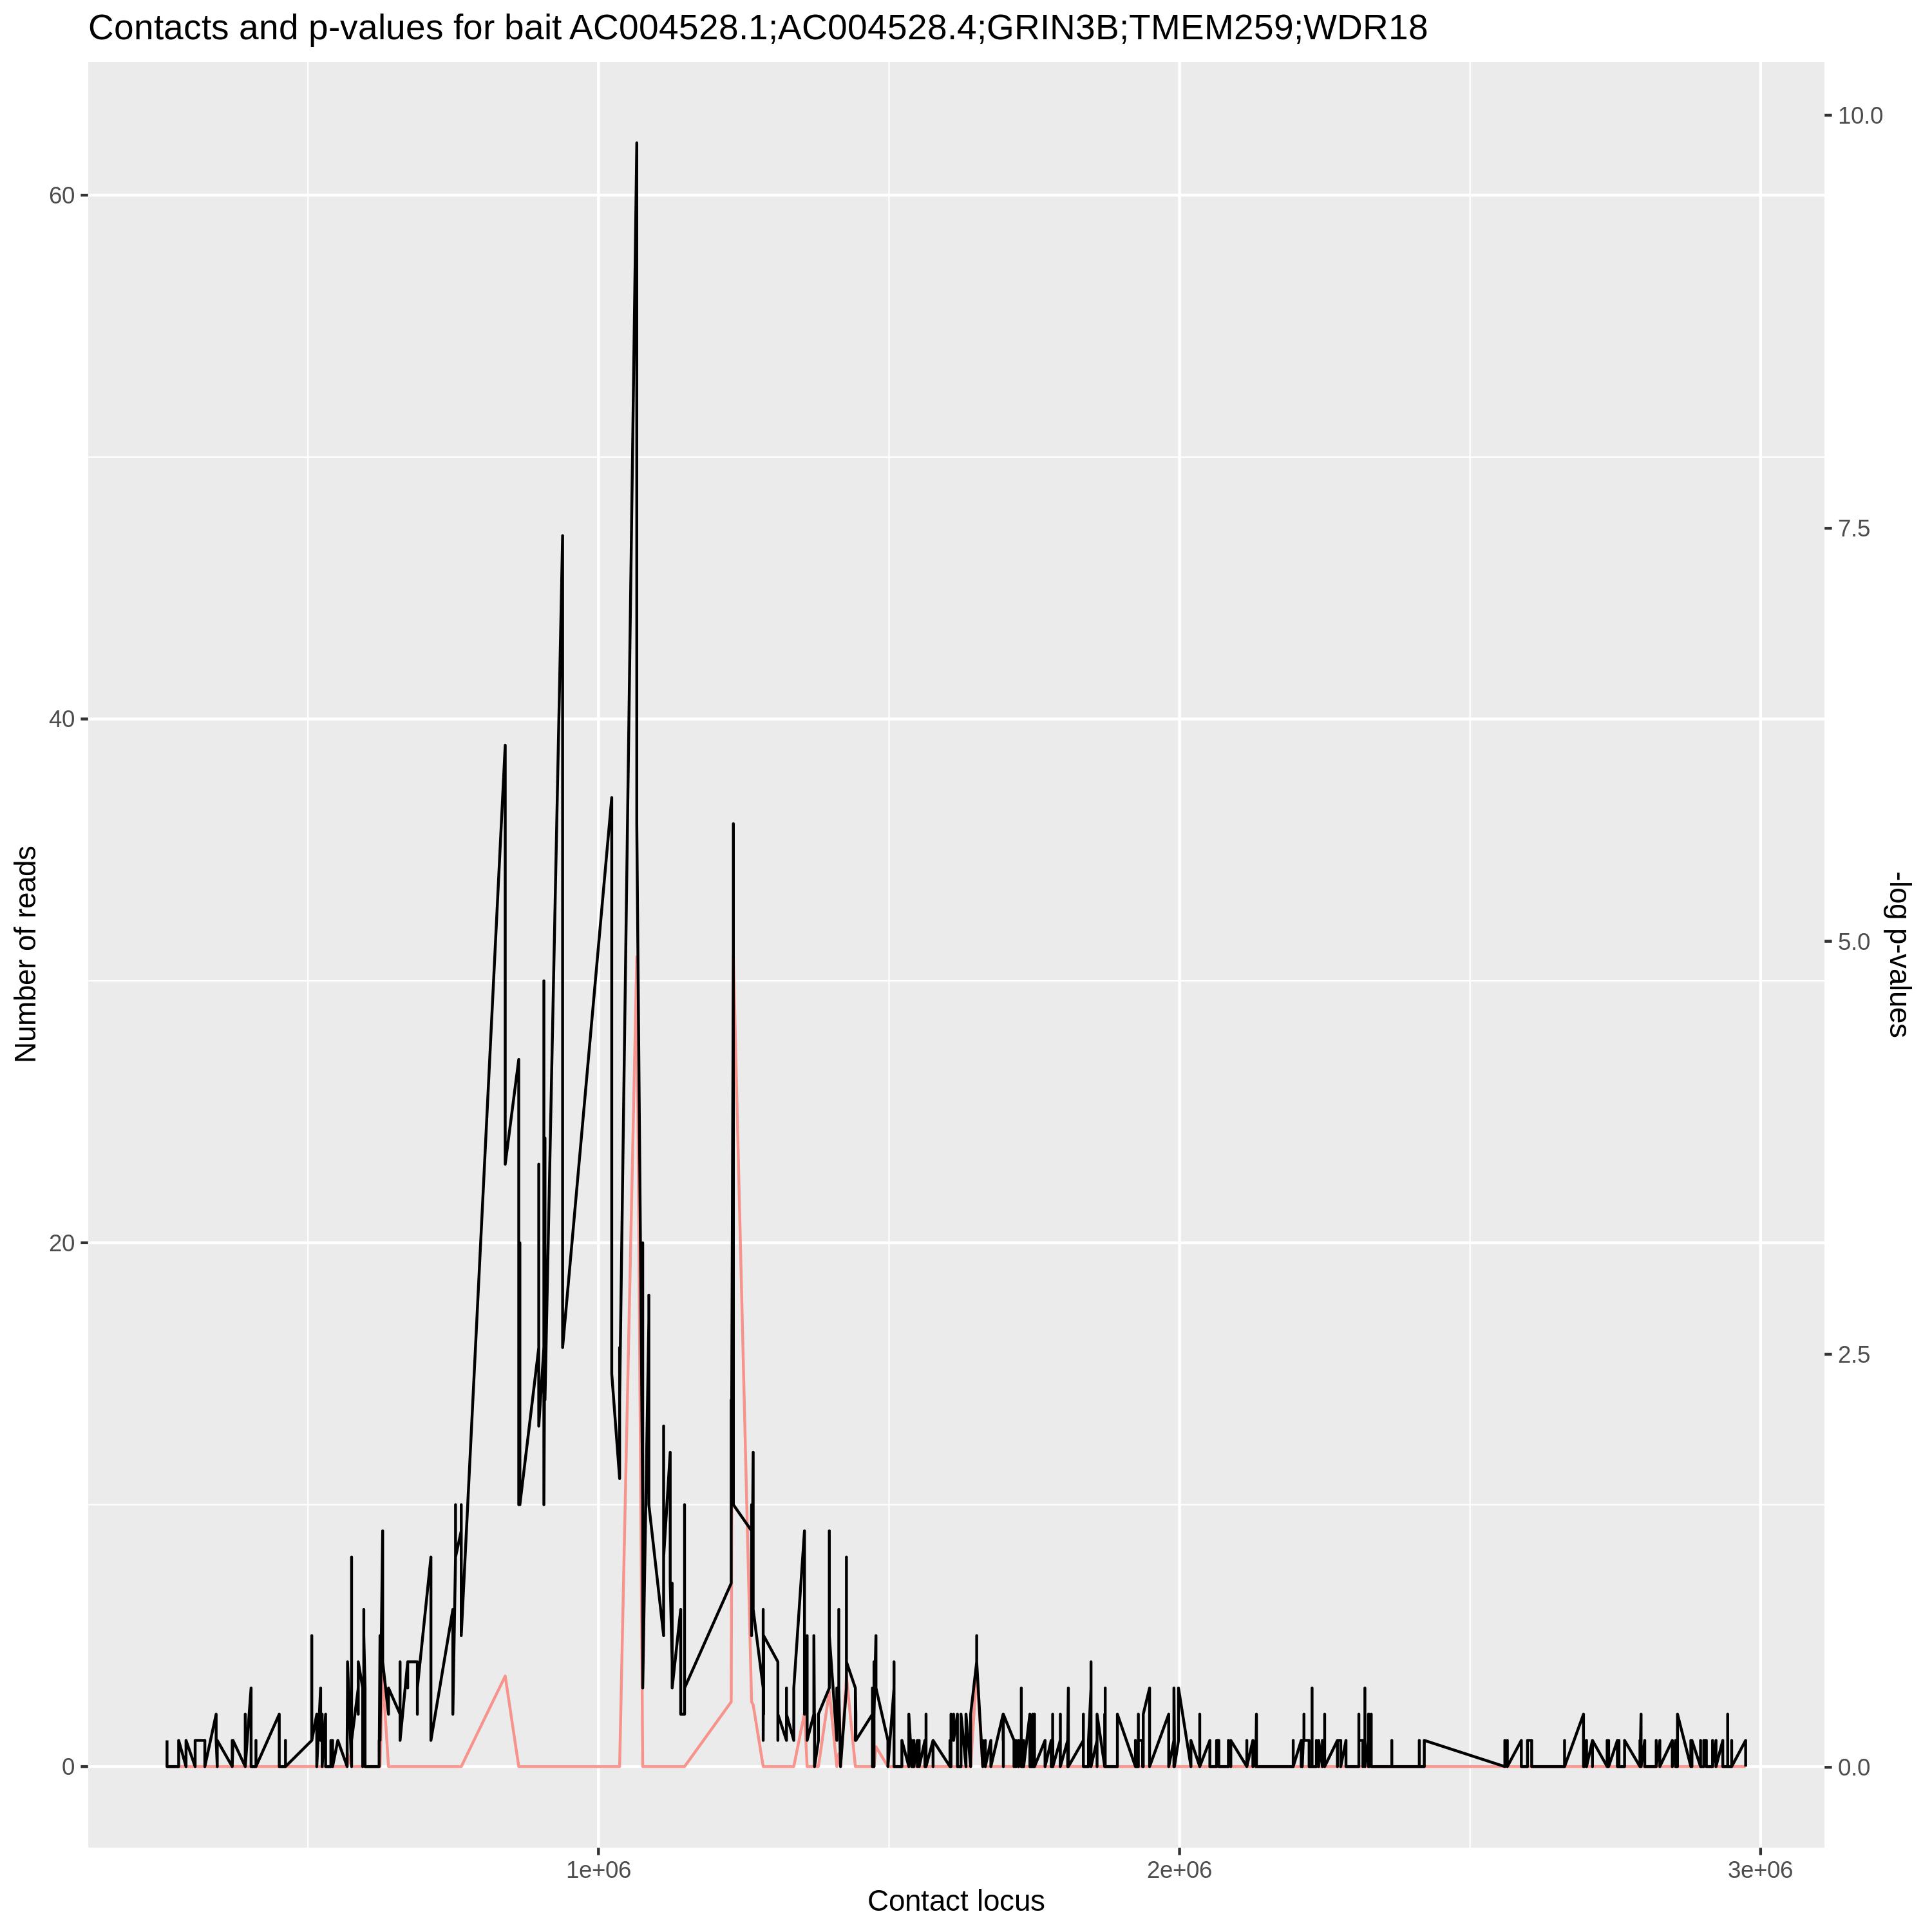 Contacts and p-values for bait AC004528.1;AC004528.4;GRIN3B;TMEM259;WDR18
60
40
20
0
Number of reads
10.0
7.5
5.0
2.5
0.0
-log p-values
1e+06
2e+06
3e+06
Contact locus